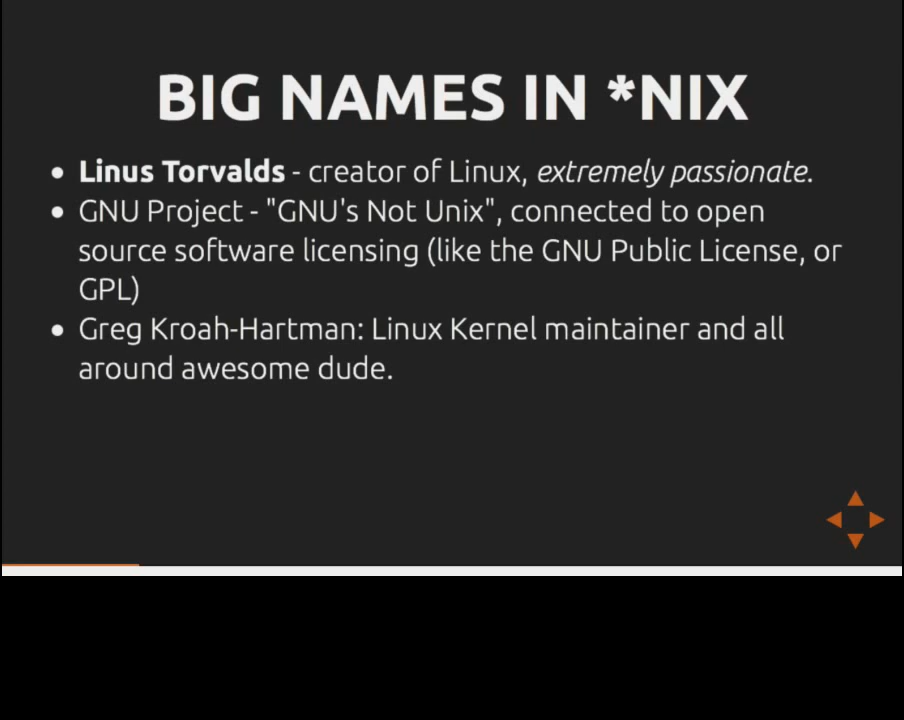 BIG NAMES IN *NIX
• Linus Torvalds - creator of Linux, extremely passionate.
• GNU Project - "GNU's Not Unix", connected to open
source software licensing (like the GNU Public License, or
GPL)
• Greg Kroah-Hartman: Linux Kernel maintainer and all
around awesome dude.